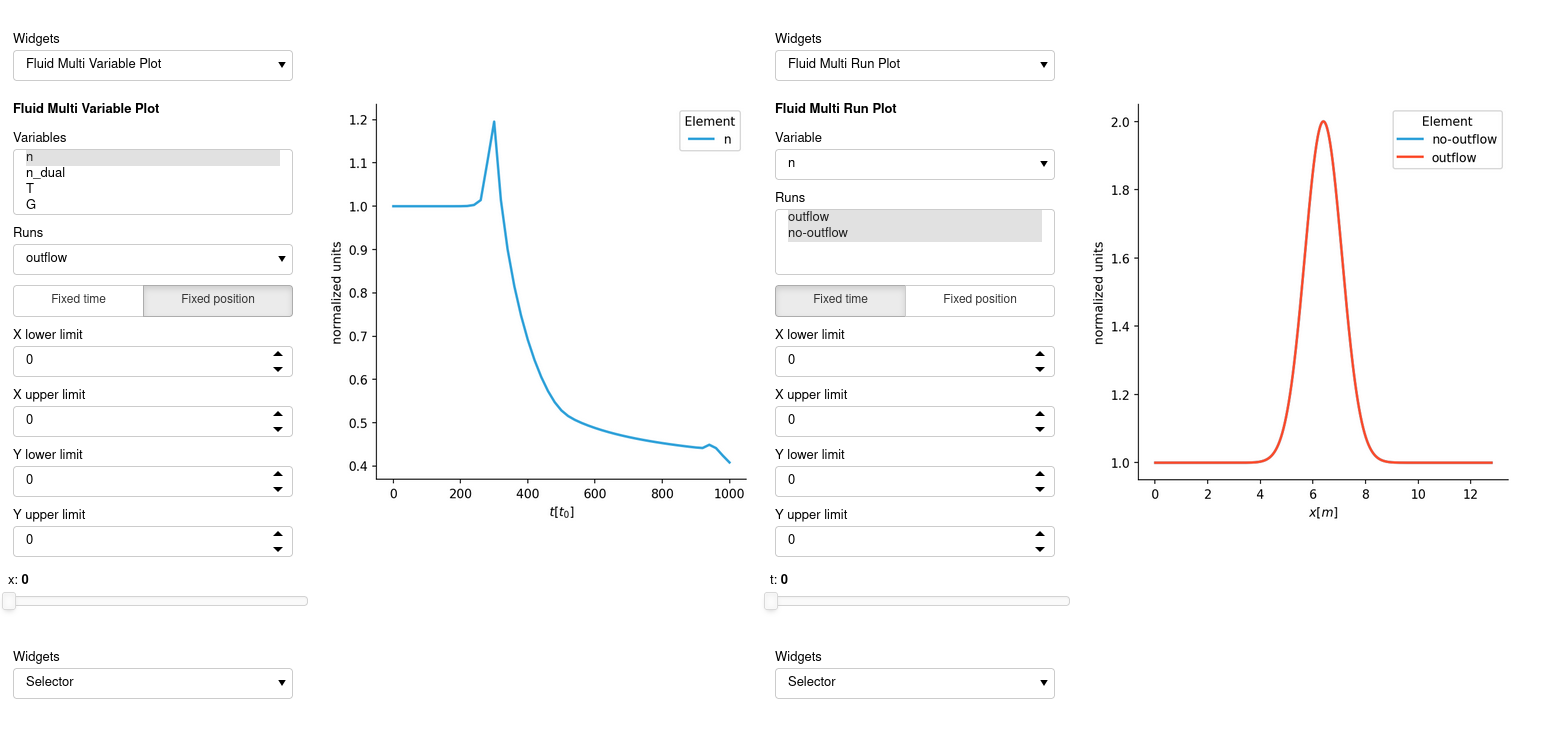 Widgets
Fluid Multi Variable Plot
Fluid Multi Variable Plot
Variables
n
n_dual
T
G
Runs
outflow
Fixed time
Fixed position
X lower limit
0
X upper limit
0
Y lower limit
0
Y upper limit
0
x: 0
Widgets
Selector
normalized units
1.2
1.1
1.0
0.9
0.8
0.7
0.6
0.5
0.4
Element
n
0 200 400 600 800 1000
t[t₀]
Widgets
Fluid Multi Run Plot
Fluid Multi Run Plot
Variable
n
Runs
outflow
no-outflow
Fixed time
Fixed position
X lower limit
0
X upper limit
0
Y lower limit
0
Y upper limit
0
t: 0
Widgets
Selector
normalized units
2.0
1.8
1.6
1.4
1.2
1.0
Element
no-outflow
outflow
0 2 4 6 8 10 12
x[m]